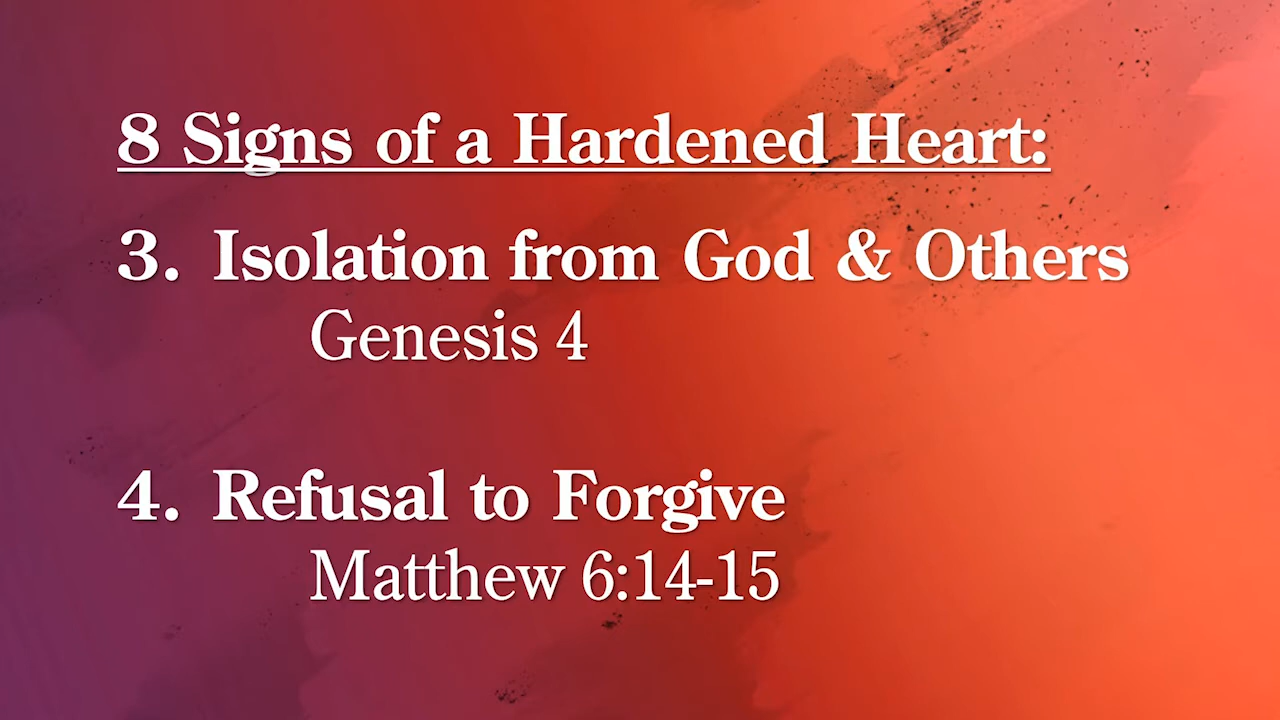 8 Signs of a Hardened Heart:
3. Isolation from God & Others
Genesis 4
4. Refusal to Forgive
Matthew 6:14-15